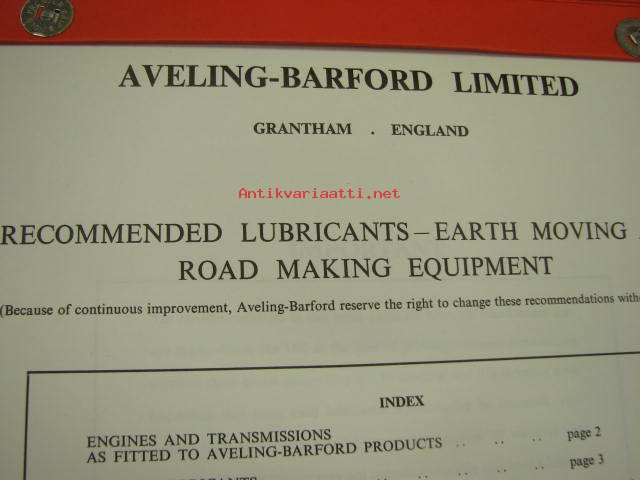 AVELING-BARFORD LIMITED
GRANTHAM . ENGLAND
Antikvariaatti.net
RECOMMENDED LUBRICANTS – EARTH MOVING
ROAD MAKING EQUIPMENT
(Because of continuous improvement, Aveling-Barford reserve the right to change these recommendations
INDEX
ENGINES AND TRANSMISSIONS
AS FITTED TO AVELING-BARFORD PRODUCTS .. .. .. page 2
.. .. .. .. page 3